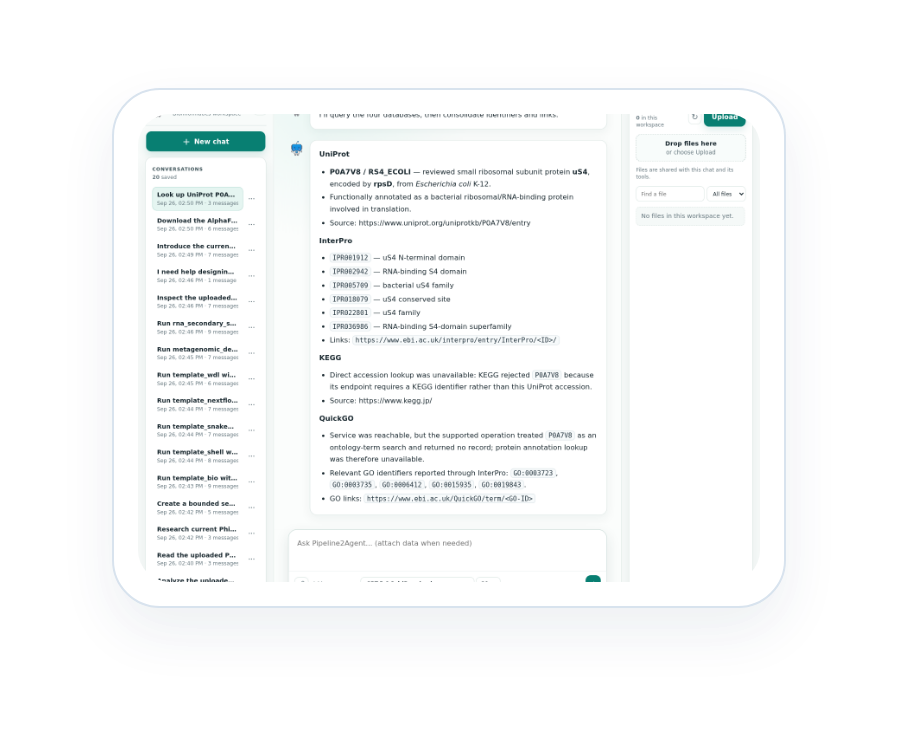 + New chat
CONVERSATIONS
20 saved
Look up UniProt P0A...
Sep 26, 02:50 PM · 3 messages
Download the AlphaF...
Sep 26, 02:50 PM · 6 messages
Introduce the curren...
Sep 26, 02:49 PM · 7 messages
I need help designin...
Sep 26, 02:46 PM · 1 message
Inspect the uploaded...
Sep 26, 02:46 PM · 7 messages
Run rna_secondary_s...
Sep 26, 02:46 PM · 9 messages
Run metagenomic_de...
Sep 26, 02:45 PM · 7 messages
Run template_wdl wi...
Sep 26, 02:45 PM · 6 messages
Run template_nextflo...
Sep 26, 02:44 PM · 7 messages
Run template_snake...
Sep 26, 02:44 PM · 7 messages
Run template_shell w...
Sep 26, 02:44 PM · 8 messages
Run template_bio wit...
Sep 26, 02:43 PM · 9 messages
Create a bounded se...
Sep 26, 02:42 PM · 5 messages
Research current Phi...
Sep 26, 02:42 PM · 3 messages
Read the uploaded P...
Sep 26, 02:40 PM · 3 messages
Analyze the uploade...
I'll query the four databases, then consolidate identifiers and links.
UniProt
• P0A7V8 / RS4_ECOLI — reviewed small ribosomal subunit protein uS4,
encoded by rpsD, from Escherichia coli K-12.
• Functionally annotated as a bacterial ribosomal/RNA-binding protein
involved in translation.
• Source: https://www.uniprot.org/uniprotkb/P0A7V8/entry
InterPro
• IPR001912 — uS4 N-terminal domain
• IPR002942 — RNA-binding S4 domain
• IPR005709 — bacterial uS4 family
• IPR018079 — uS4 conserved site
• IPR022801 — uS4 family
• IPR036986 — RNA-binding S4-domain superfamily
• Links: https://www.ebi.ac.uk/interpro/entry/InterPro/<ID>/
KEGG
• Direct accession lookup was unavailable: KEGG rejected P0A7V8 because
its endpoint requires a KEGG identifier rather than this UniProt accession.
• Source: https://www.kegg.jp/
QuickGO
• Service was reachable, but the supported operation treated P0A7V8 as an
ontology-term search and returned no record; protein annotation lookup
was therefore unavailable.
• Relevant GO identifiers reported through InterPro: GO:0003723 ,
GO:0003735 , GO:0006412 , GO:0015935 , GO:0019843 .
• GO links: https://www.ebi.ac.uk/QuickGO/term/<GO-ID>
Ask Pipeline2Agent... (attach data when needed)
0 in this
workspace
Upload
Drop files here
or choose Upload
Files are shared with this chat and its
tools.
Find a file
All files
No files in this workspace yet.